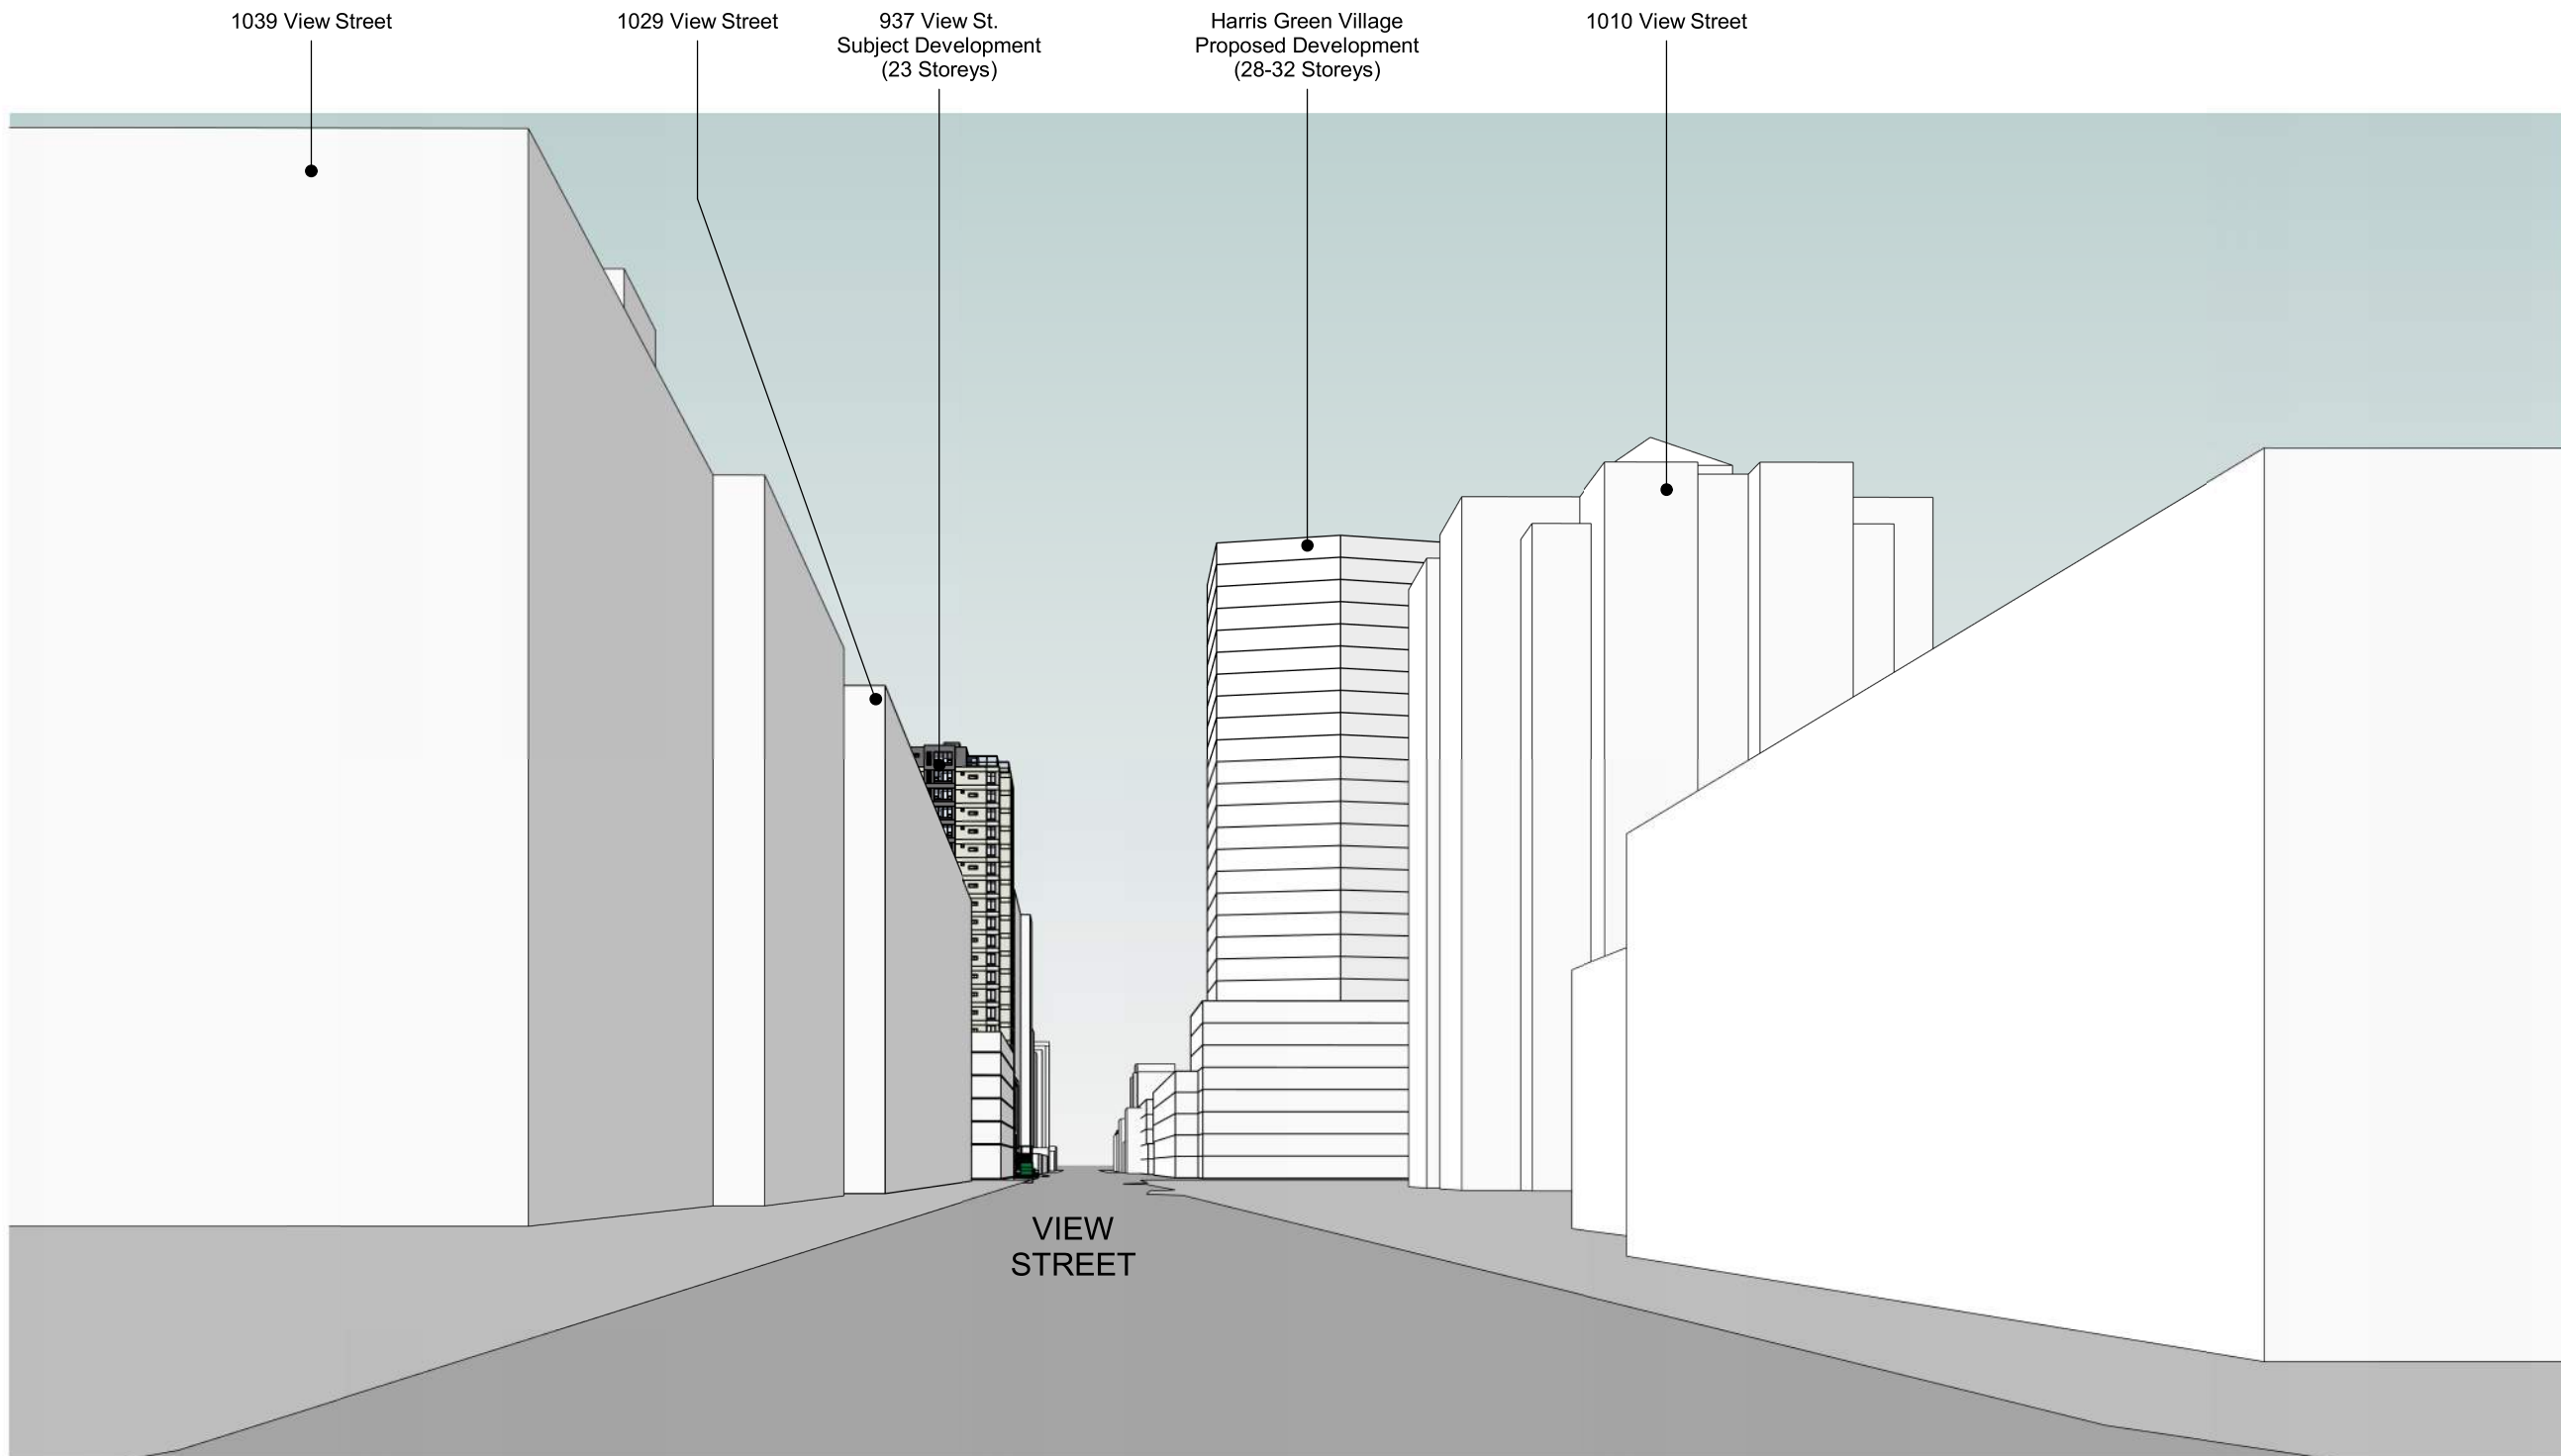 1039 View Street
1029 View Street
937 View St.
Subject Development
(23 Storeys)
Harris Green Village
Proposed Development
(28-32 Storeys)
1010 View Street
VIEW
STREET